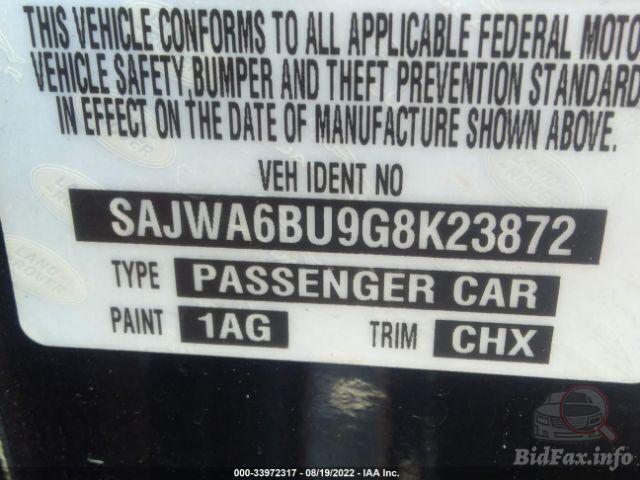 THIS VEHICLE CONFORMS TO ALL APPLICABLE FEDERAL MOTO
VEHICLE SAFETY BUMPER AND THEFT PREVENTION STANDARD
IN EFFECT ON THE DATE OF MANUFACTURE SHOWN ABOVE.
VEH IDENT NO
SAJWA6BU9G8K23872
TYPE PASSENGER CAR
PAINT 1AG TRIM CHX
LAND-
ROVER
BidFax.info
000-33972317 - 08/19/2022 - IAA Inc.